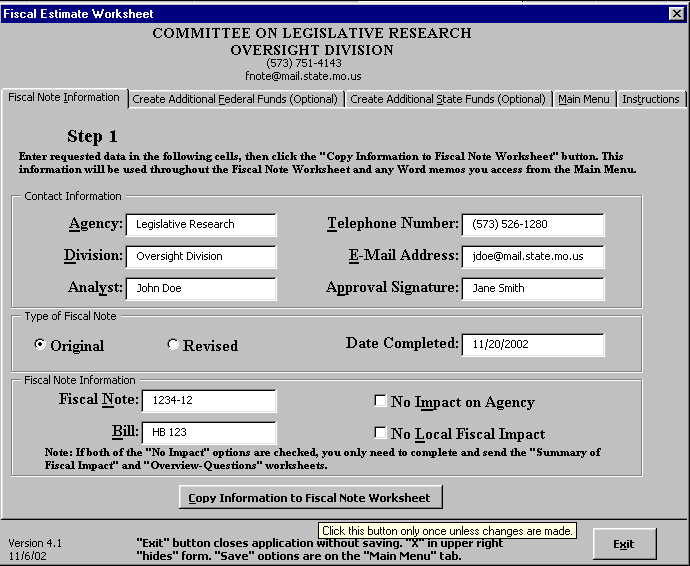 Fiscal Estimate Worksheet
COMMITTEE ON LEGISLATIVE RESEARCH
OVERSIGHT DIVISION
(573) 751-4143
fnote@mail.state.mo.us
Fiscal Note Information
Create Additional Federal Funds (Optional)
Create Additional State Funds (Optional)
Main Menu
Instructions
Step 1
Enter requested data in the following cells, then click the "Copy Information to Fiscal Note Worksheet" button. This
information will be used throughout the Fiscal Note Worksheet and any Word memos you access from the Main Menu.
Contact Information
Agency: Legislative Research
Telephone Number: (573) 526-1280
Division: Oversight Division
E-Mail Address: jdoe@mail.state.mo.us
Analyst: John Doe
Approval Signature: Jane Smith
Type of Fiscal Note
Original
Revised
Date Completed: 11/20/2002
Fiscal Note Information
Fiscal Note: 1234-12
No Impact on Agency
Bill: HB 123
No Local Fiscal Impact
Note: If both of the "No Impact" options are checked, you only need to complete and send the "Summary of
Fiscal Impact" and "Overview-Questions" worksheets.
Copy Information to Fiscal Note Worksheet
Click this button only once unless changes are made.
Version 4.1
11/6/02
"Exit" button closes application without saving. "X" in upper right
"hides" form. "Save" options are on the "Main Menu" tab.
Exit